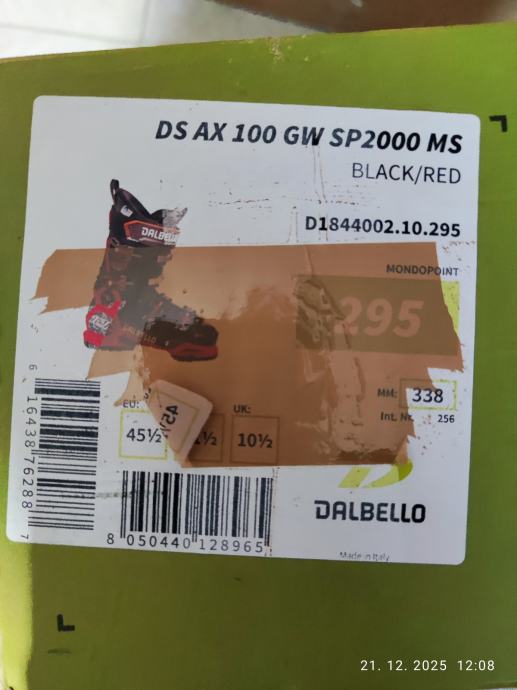 DS AX 100 GW SP2000 MS
BLACK/RED
D1844002.10.295
DALBELLO
MONDOPOINT
295
MM: 338
Int. Nr. 256
EU: UK:
45½ 10½
6 16438 76288 7
8 050440 128965
DALBELLO
Made in Italy
21. 12. 2025 12:08